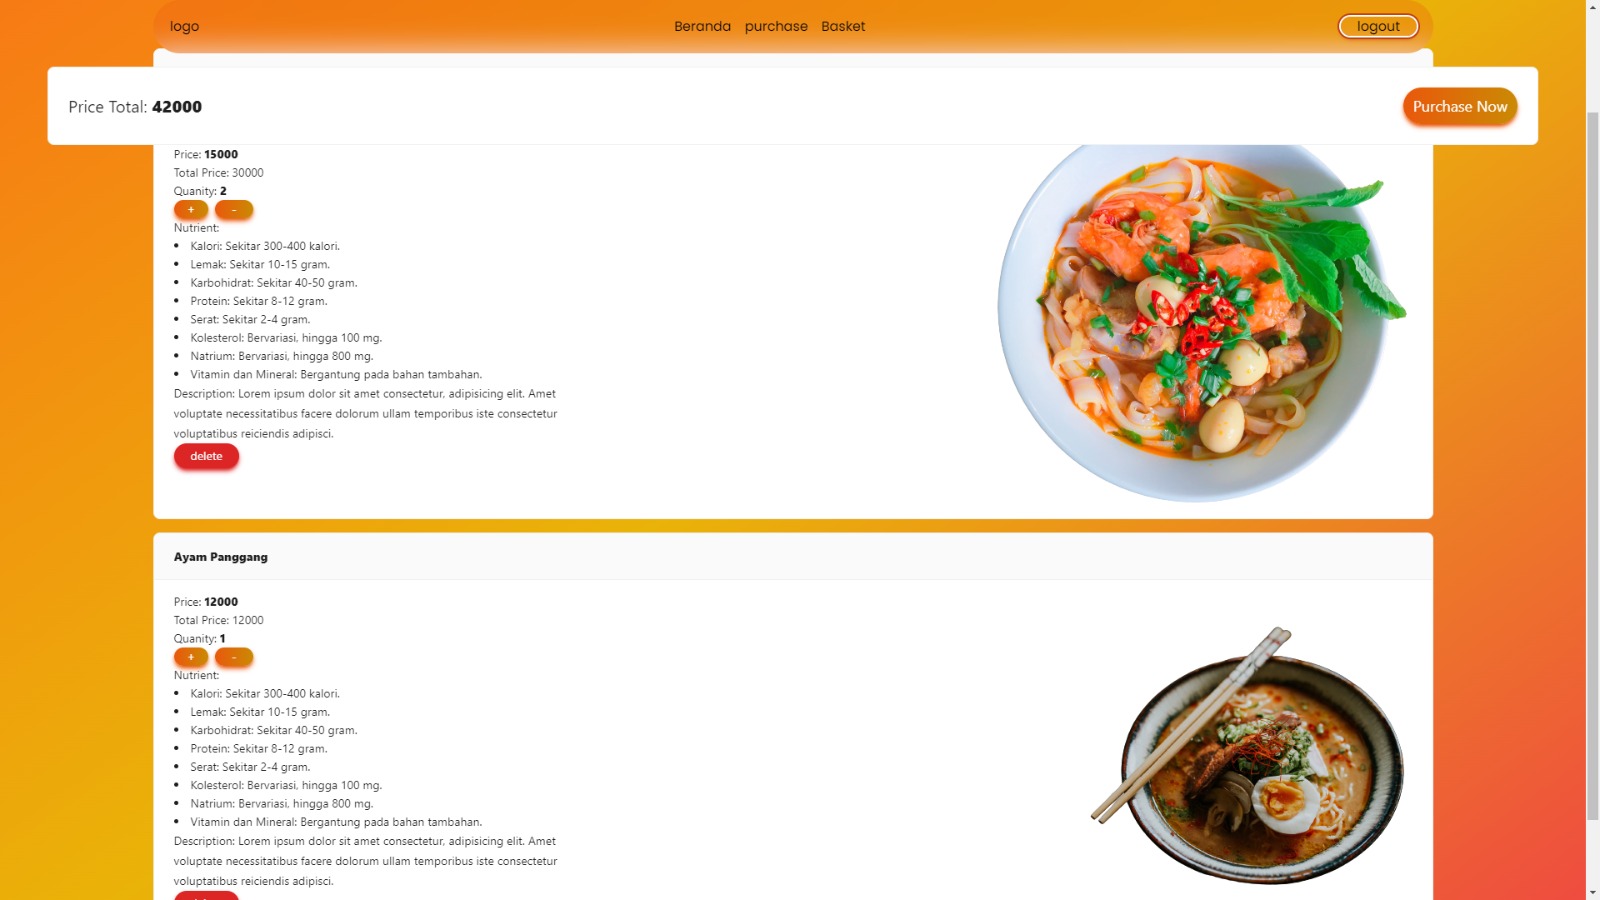 logo
Beranda purchase Basket
logout
Price Total: 42000
Purchase Now
Price: 15000
Total Price: 30000
Quanity: 2
+ -
Nutrient:
• Kalori: Sekitar 300-400 kalori.
• Lemak: Sekitar 10-15 gram.
• Karbohidrat: Sekitar 40-50 gram.
• Protein: Sekitar 8-12 gram.
• Serat: Sekitar 2-4 gram.
• Kolesterol: Bervariasi, hingga 100 mg.
• Natrium: Bervariasi, hingga 800 mg.
• Vitamin dan Mineral: Bergantung pada bahan tambahan.
Description: Lorem ipsum dolor sit amet consectetur, adipisicing elit. Amet
voluptate necessitatibus facere dolorum ullam temporibus iste consectetur
voluptatibus reiciendis adipisci.
delete
Ayam Panggang
Price: 12000
Total Price: 12000
Quanity: 1
+ -
Nutrient:
• Kalori: Sekitar 300-400 kalori.
• Lemak: Sekitar 10-15 gram.
• Karbohidrat: Sekitar 40-50 gram.
• Protein: Sekitar 8-12 gram.
• Serat: Sekitar 2-4 gram.
• Kolesterol: Bervariasi, hingga 100 mg.
• Natrium: Bervariasi, hingga 800 mg.
• Vitamin dan Mineral: Bergantung pada bahan tambahan.
Description: Lorem ipsum dolor sit amet consectetur, adipisicing elit. Amet
voluptate necessitatibus facere dolorum ullam temporibus iste consectetur
voluptatibus reiciendis adipisci.